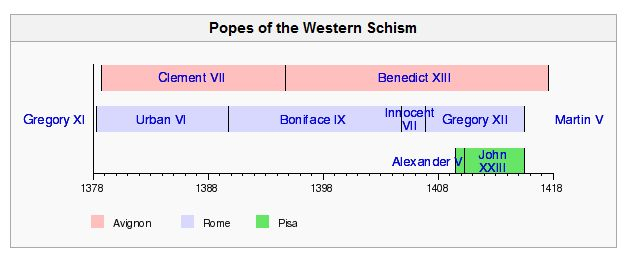 Popes of the Western Schism
Clement VII
Benedict XIII
Gregory XI
Urban VI
Boniface IX
Innocent
VII
Gregory XII
Martin V
Alexander V
John
XXIII
1378
1388
1398
1408
1418
Avignon
Rome
Pisa